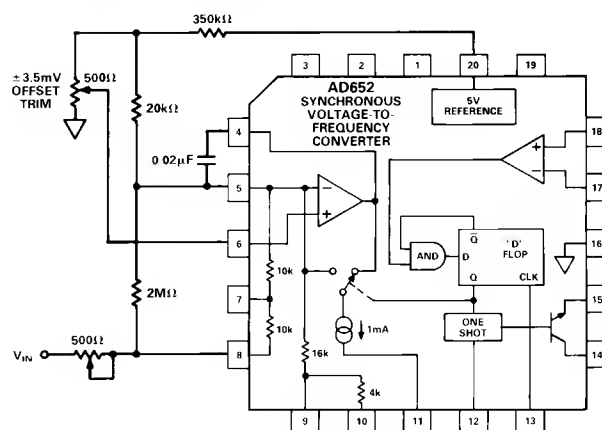 350kΩ
±3.5mV
OFFSET
TRIM
500Ω
20kΩ
0.02μF
2MΩ
500Ω
VIN
3
2
1
20
19
AD652
SYNCHRONOUS
VOLTAGE-TO-
FREQUENCY
CONVERTER
5V
REFERENCE
4
5
6
7
8
18
17
16
15
14
+
−
−
+
AND
Q̅
D
'D'
FLOP
Q
CLK
10k
10k
1mA
ONE
SHOT
16k
4k
9
10
11
12
13